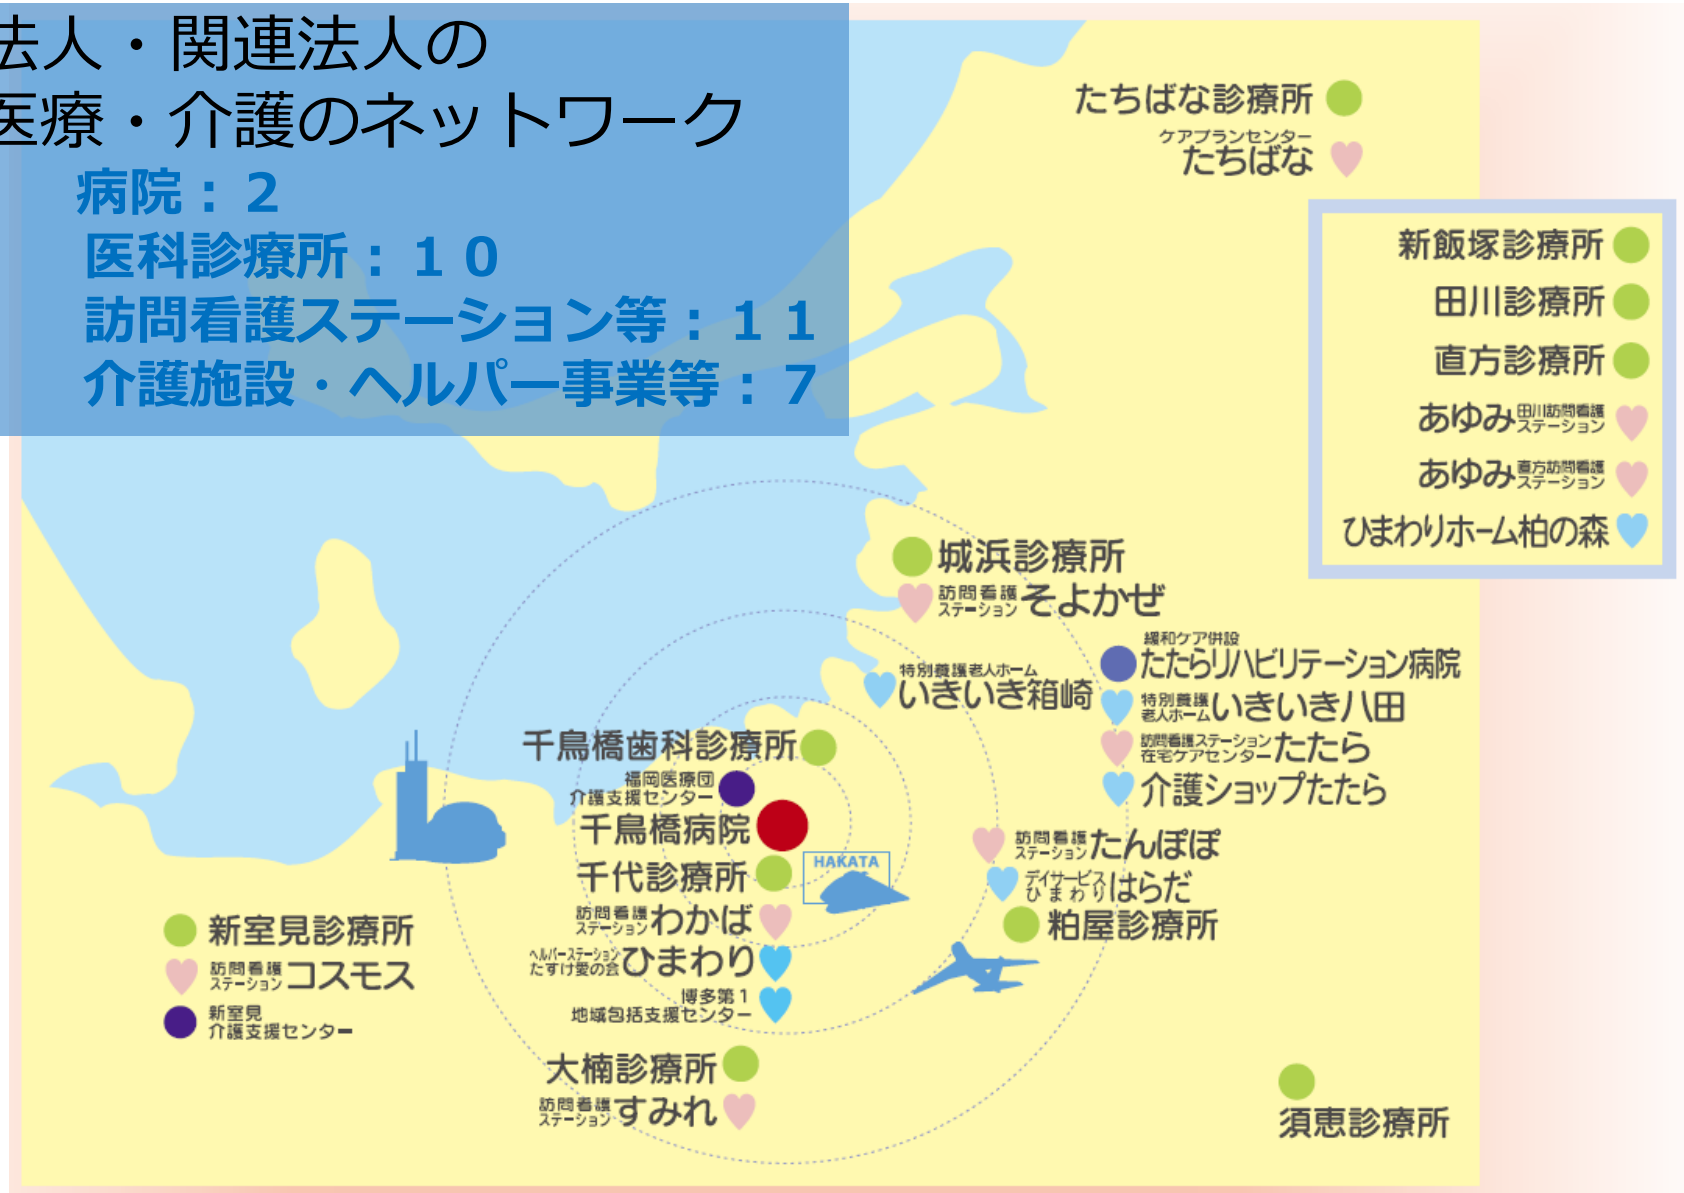 法人・関連法人の
医療・介護のネットワーク
病院：２
医科診療所：１０
訪問看護ステーション等：１１
介護施設・ヘルパー事業等：７
たちばな診療所
ケアプランセンター
たちばな
新飯塚診療所
田川診療所
直方診療所
あゆみ 田川訪問看護
ステーション
あゆみ 直方訪問看護
ステーション
ひまわりホーム柏の森
城浜診療所
訪問看護
ステーション そよかぜ
緩和ケア併設
たたらリハビリテーション病院
特別養護
老人ホーム いきいき八田
訪問看護ステーション
在宅ケアセンター たたら
介護ショップたたら
特別養護老人ホーム
いきいき箱崎
千鳥橋歯科診療所
福岡医療団
介護支援センター
千鳥橋病院
千代診療所
HAKATA
訪問看護
ステーション わかば
ヘルパーステーション
たすけ愛の会 ひまわり
博多第1
地域包括支援センター
訪問看護
ステーション たんぽぽ
デイサービス
ひまわり はらだ
粕屋診療所
新室見診療所
訪問看護
ステーション コスモス
新室見
介護支援センター
大楠診療所
訪問看護
ステーション すみれ
須恵診療所